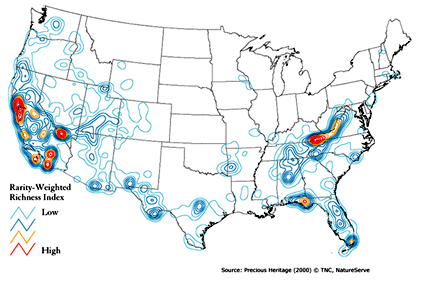 Rarity-Weighted
Richness Index
Low
High
Source: Precious Heritage (2000) © TNC, NatureServe